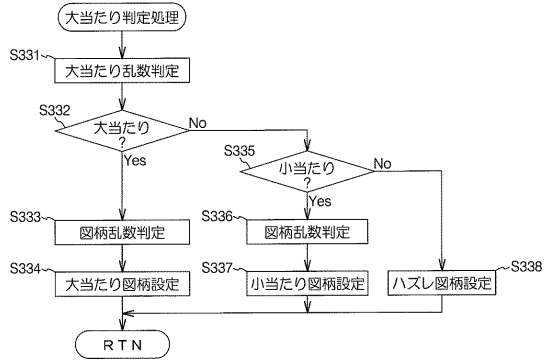 大当たり判定処理
S331
大当たり乱数判定
S332
大当たり
?
No
Yes
S335
小当たり
?
No
Yes
S333
図柄乱数判定
S336
図柄乱数判定
S334
大当たり図柄設定
S337
小当たり図柄設定
S338
ハズレ図柄設定
RTN